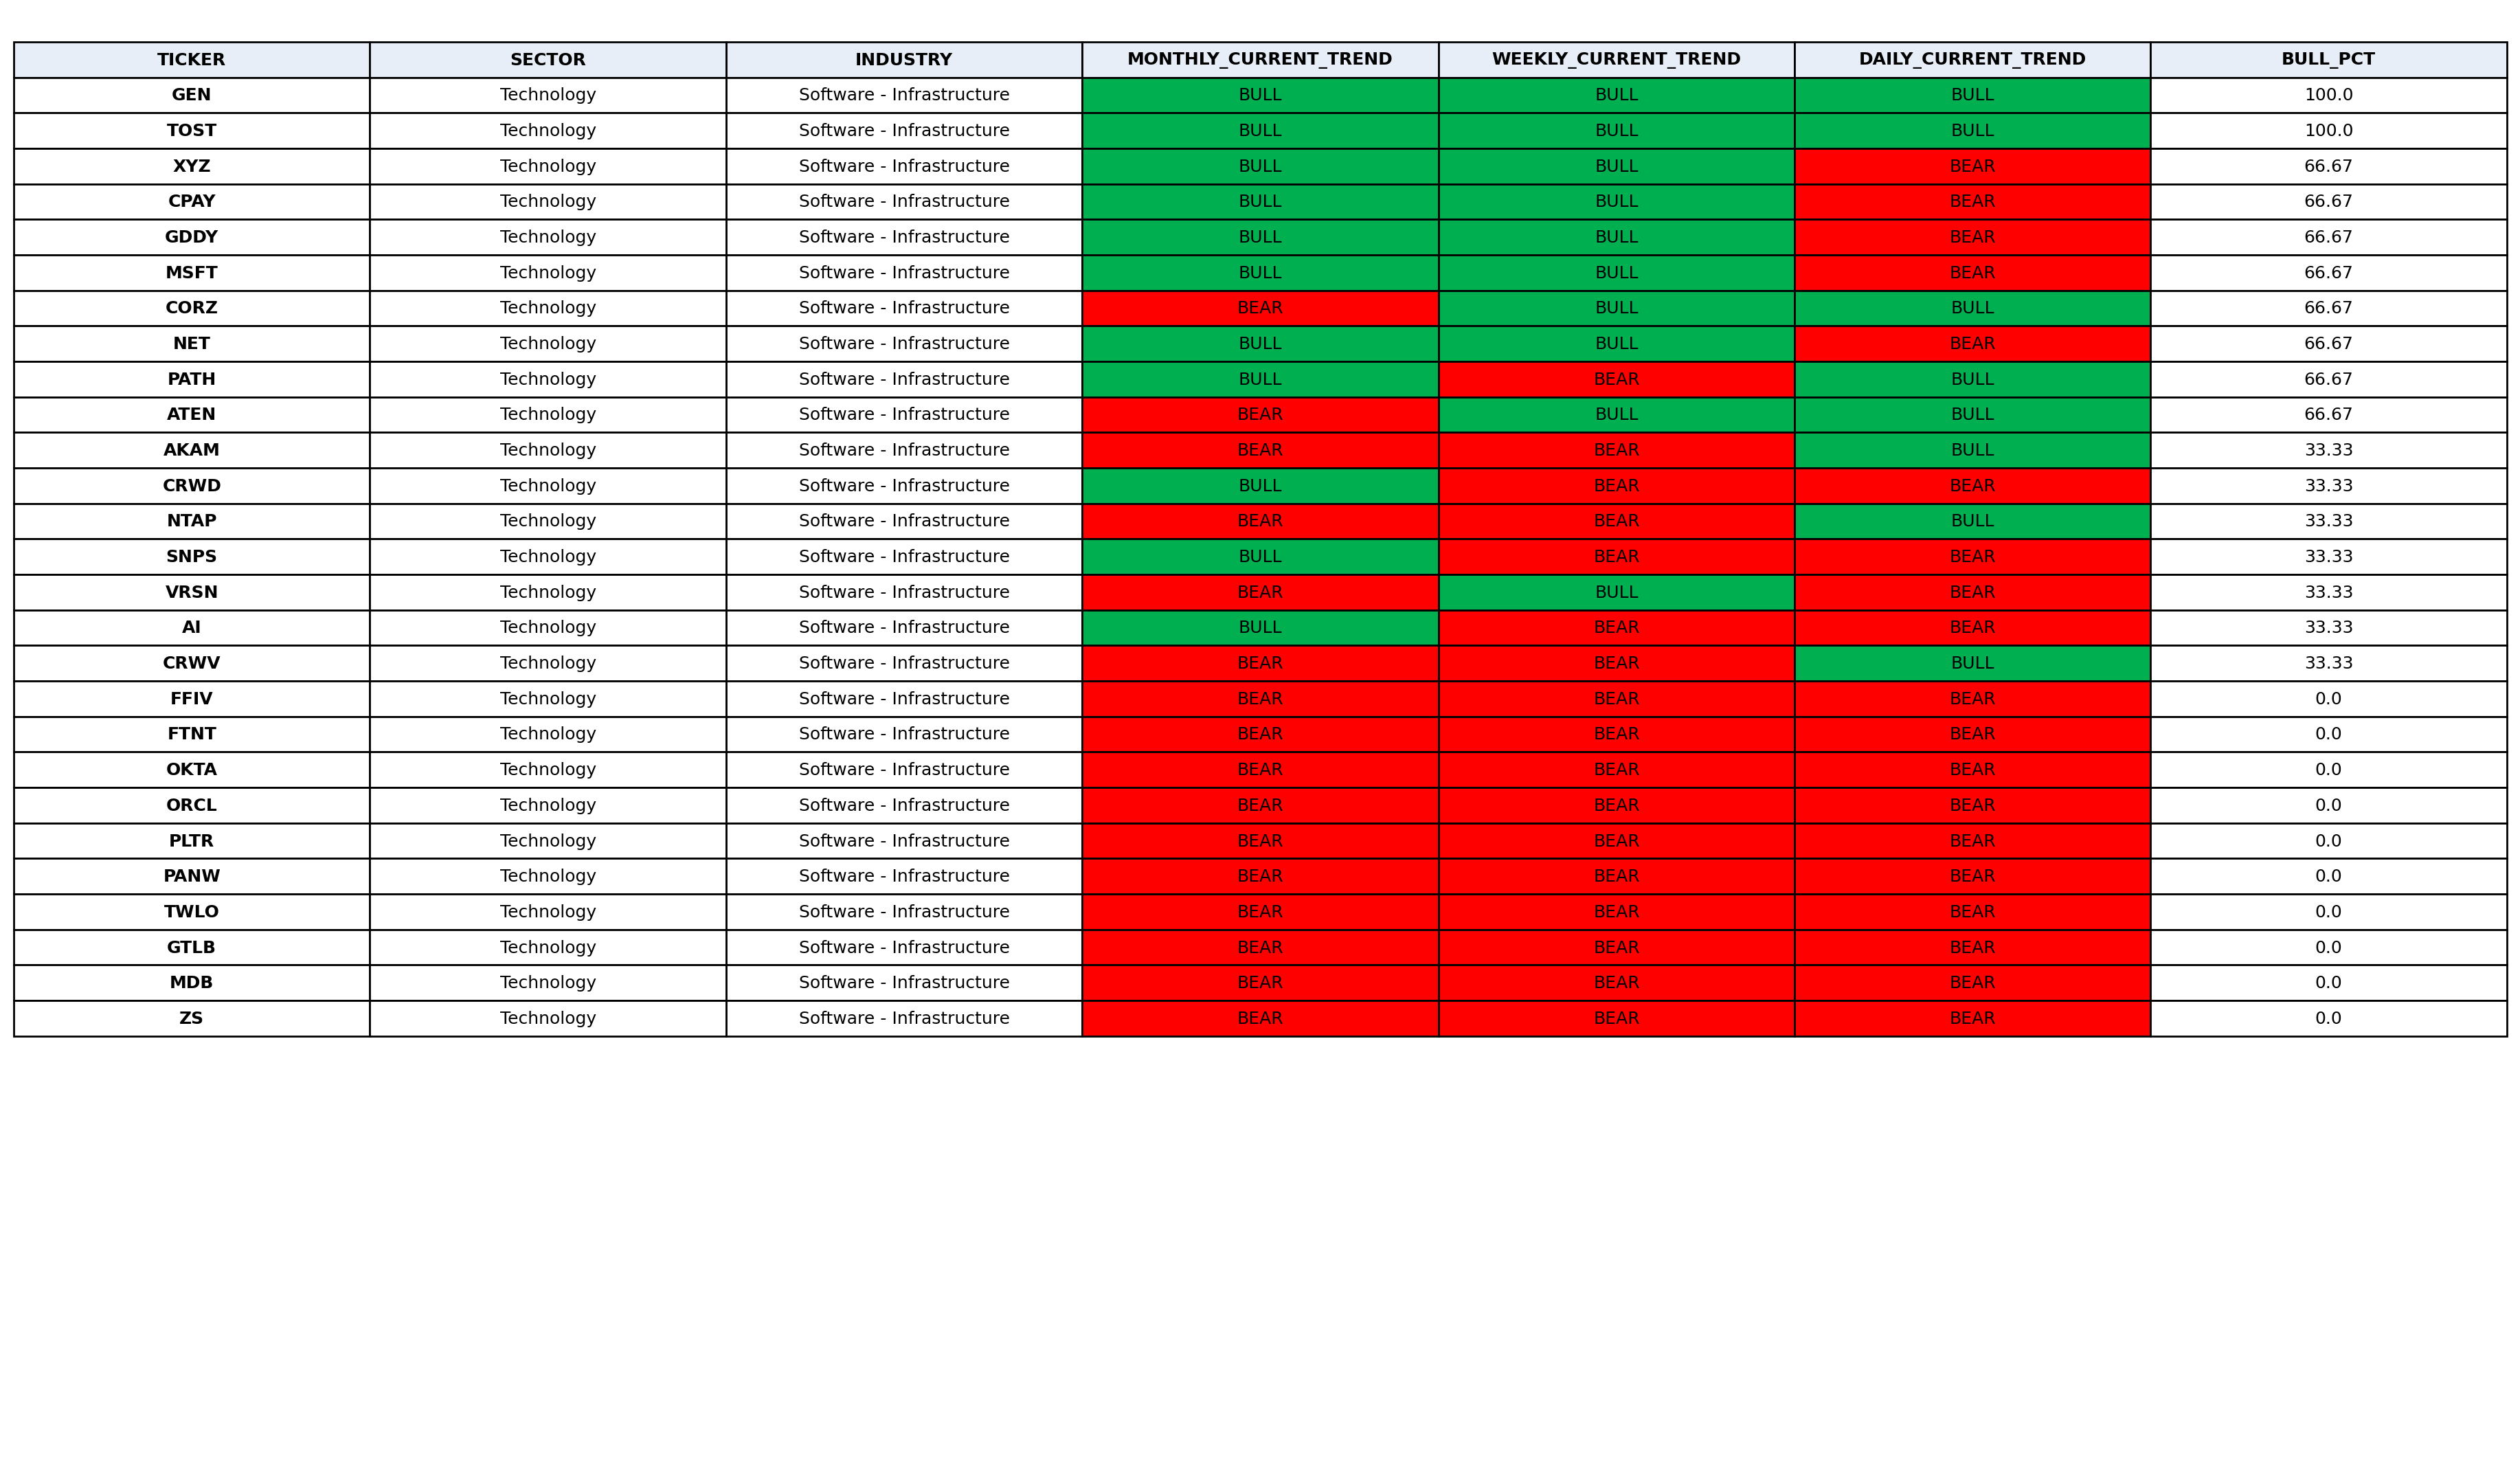 TICKER SECTOR INDUSTRY MONTHLY_CURRENT_TREND WEEKLY_CURRENT_TREND DAILY_CURRENT_TREND BULL_PCT
GEN Technology Software - Infrastructure BULL BULL BULL 100.0
TOST Technology Software - Infrastructure BULL BULL BULL 100.0
XYZ Technology Software - Infrastructure BULL BULL BEAR 66.67
CPAY Technology Software - Infrastructure BULL BULL BEAR 66.67
GDDY Technology Software - Infrastructure BULL BULL BEAR 66.67
MSFT Technology Software - Infrastructure BULL BULL BEAR 66.67
CORZ Technology Software - Infrastructure BEAR BULL BULL 66.67
NET Technology Software - Infrastructure BULL BULL BEAR 66.67
PATH Technology Software - Infrastructure BULL BEAR BULL 66.67
ATEN Technology Software - Infrastructure BEAR BULL BULL 66.67
AKAM Technology Software - Infrastructure BEAR BEAR BULL 33.33
CRWD Technology Software - Infrastructure BULL BEAR BEAR 33.33
NTAP Technology Software - Infrastructure BEAR BEAR BULL 33.33
SNPS Technology Software - Infrastructure BULL BEAR BEAR 33.33
VRSN Technology Software - Infrastructure BEAR BULL BEAR 33.33
AI Technology Software - Infrastructure BULL BEAR BEAR 33.33
CRWV Technology Software - Infrastructure BEAR BEAR BULL 33.33
FFIV Technology Software - Infrastructure BEAR BEAR BEAR 0.0
FTNT Technology Software - Infrastructure BEAR BEAR BEAR 0.0
OKTA Technology Software - Infrastructure BEAR BEAR BEAR 0.0
ORCL Technology Software - Infrastructure BEAR BEAR BEAR 0.0
PLTR Technology Software - Infrastructure BEAR BEAR BEAR 0.0
PANW Technology Software - Infrastructure BEAR BEAR BEAR 0.0
TWLO Technology Software - Infrastructure BEAR BEAR BEAR 0.0
GTLB Technology Software - Infrastructure BEAR BEAR BEAR 0.0
MDB Technology Software - Infrastructure BEAR BEAR BEAR 0.0
ZS Technology Software - Infrastructure BEAR BEAR BEAR 0.0